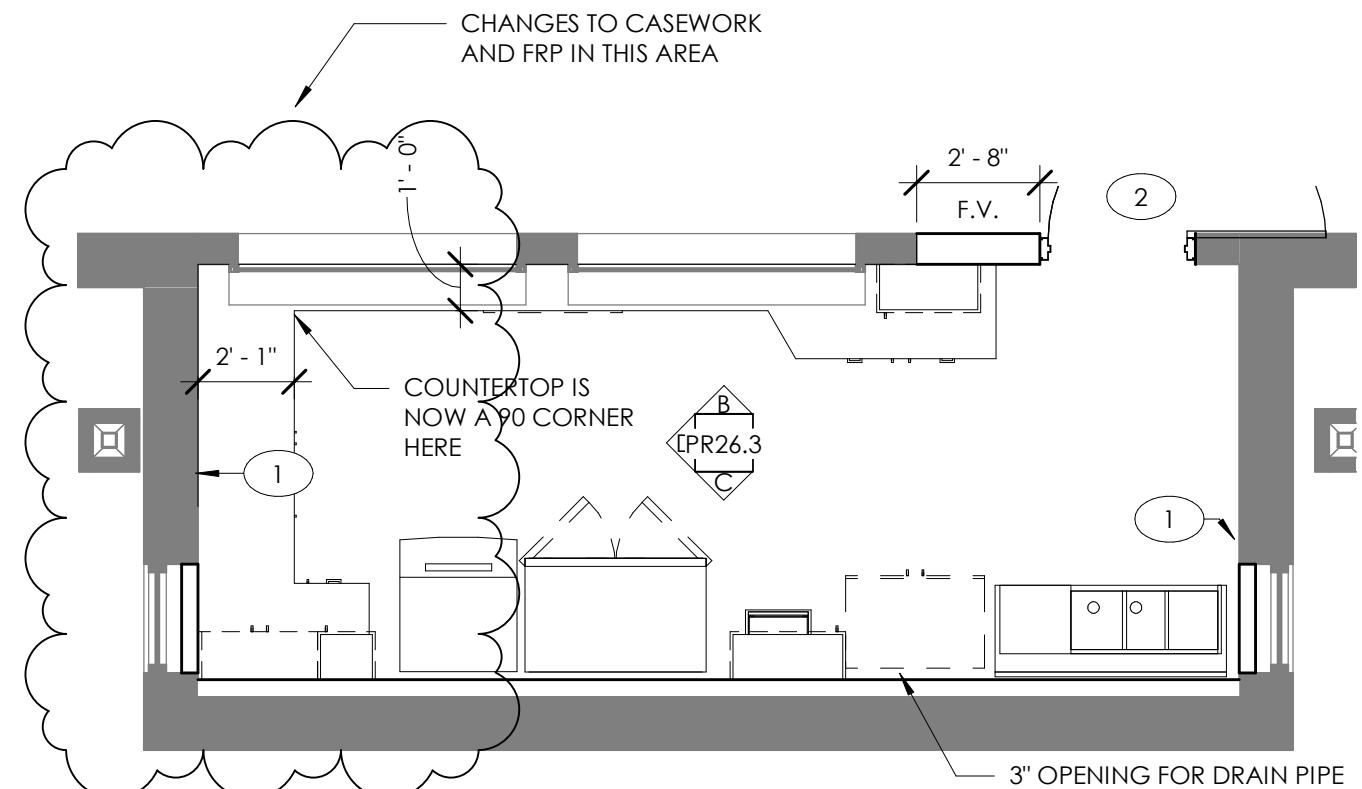 CHANGES TO CASEWORK
AND FRP IN THIS AREA
1' - 0"
2' - 8"
F.V.
2
2' - 1"
COUNTERTOP IS
NOW A 90 CORNER
HERE
B
PR26.3
C
1
1
3" OPENING FOR DRAIN PIPE